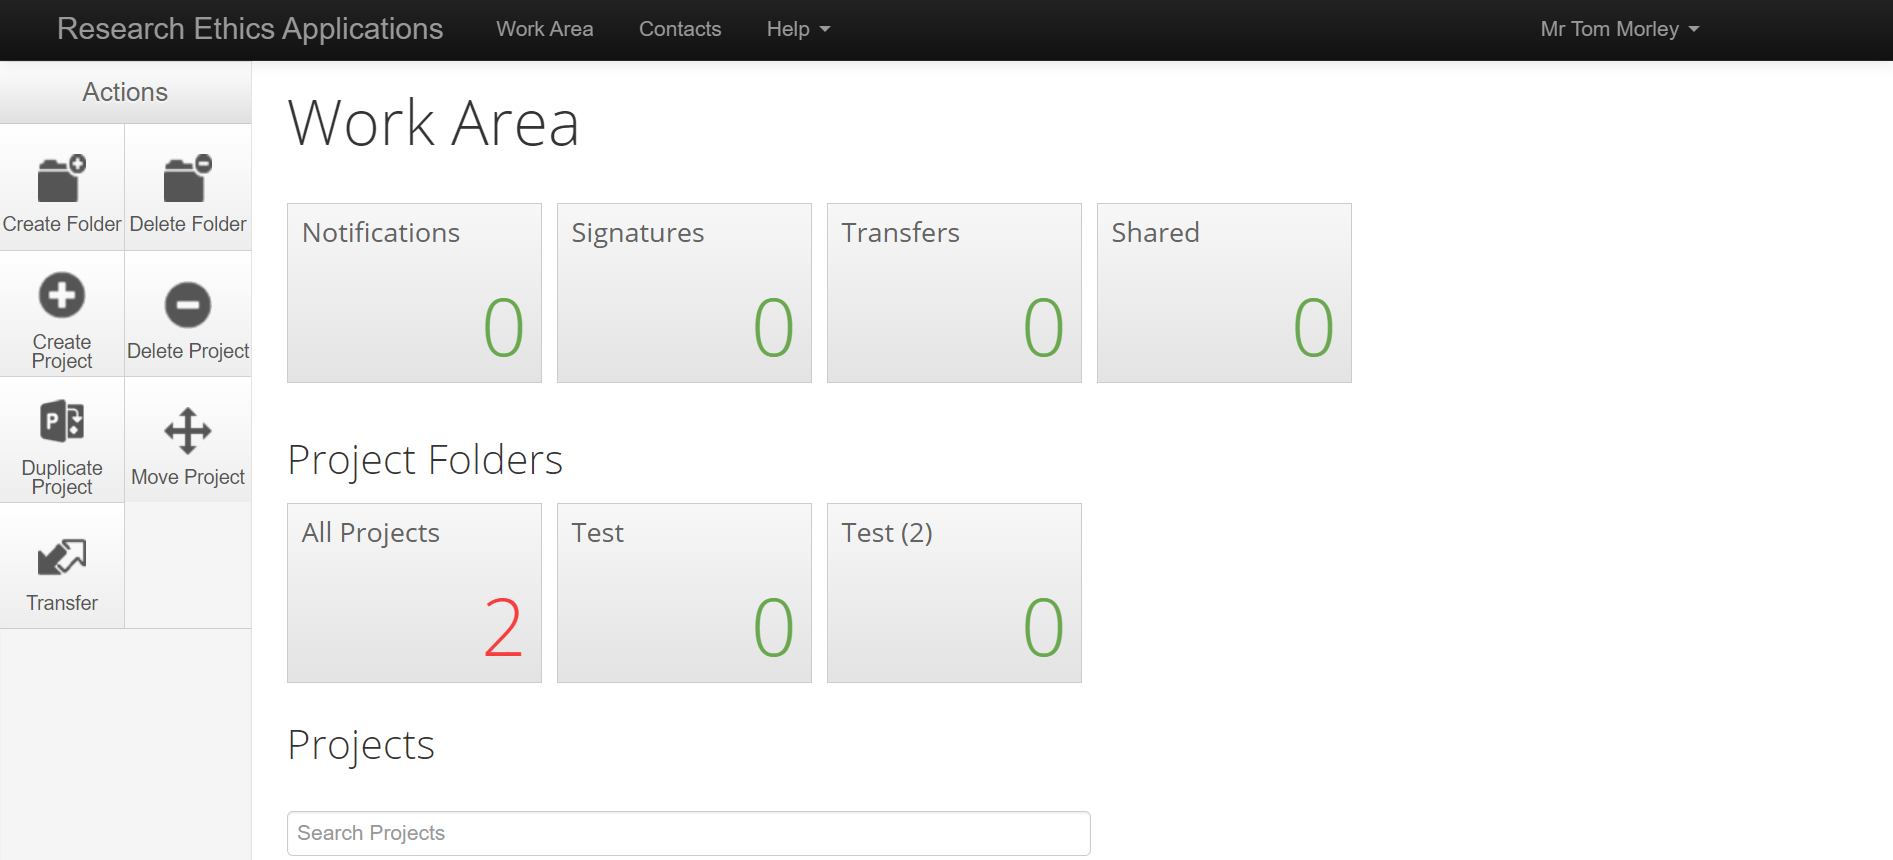 Research Ethics Applications
Work Area
Contacts
Help
Mr Tom Morley
Actions
Create Folder
Delete Folder
Create
Project
Delete Project
P
Duplicate
Project
Move Project
Transfer
Work Area
Notifications
0
Signatures
0
Transfers
0
Shared
0
Project Folders
All Projects
2
Test
0
Test (2)
0
Projects
Search Projects